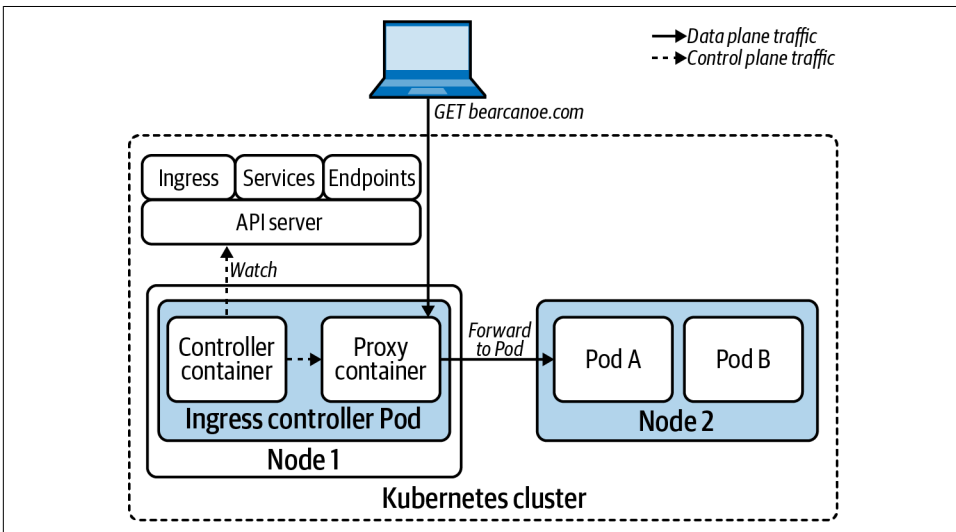 Data plane traffic
Control plane traffic
GET bearcanoe.com
Ingress
Services
Endpoints
API server
Watch
Controller
container
Proxy
container
Ingress controller Pod
Node 1
Forward
to Pod
Pod A
Pod B
Node 2
Kubernetes cluster